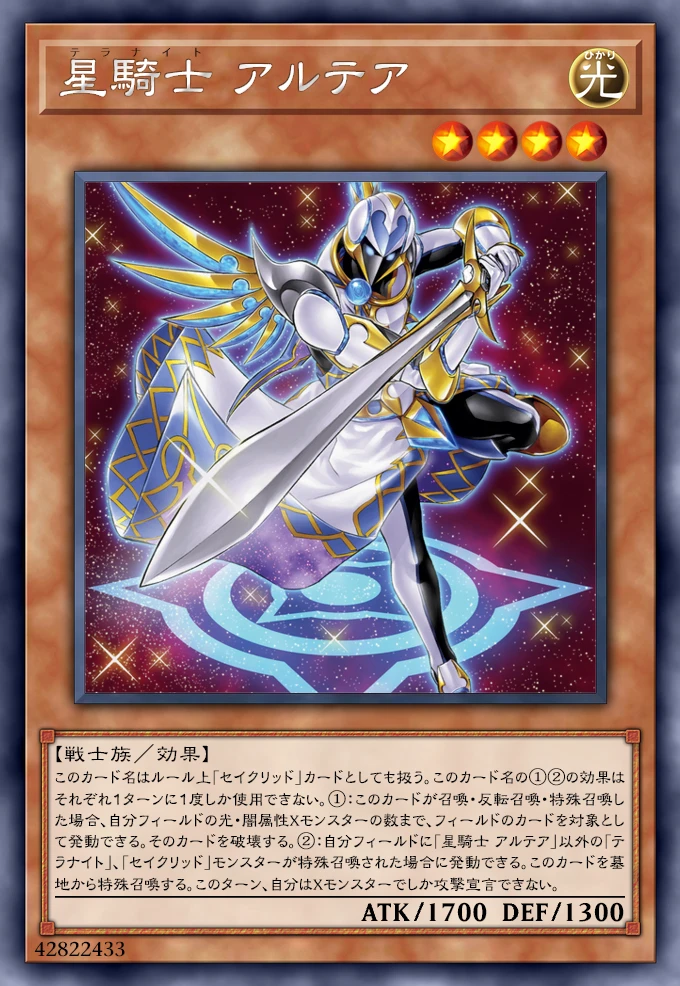 テラナイト
星騎士 アルテア
ひかり
光
【戦士族／効果】
このカード名はルール上「セイクリッド」カードとしても扱う。このカード名の①②の効果は
それぞれ1ターンに1度しか使用できない。①：このカードが召喚・反転召喚・特殊召喚し
た場合、自分フィールドの光・闇属性Xモンスターの数まで、フィールドのカードを対象とし
て発動できる。そのカードを破壊する。②：自分フィールドに「星騎士 アルテア」以外の「テ
ラナイト」、「セイクリッド」モンスターが特殊召喚された場合に発動できる。このカードを墓
地から特殊召喚する。このターン、自分はXモンスターでしか攻撃宣言できない。
ATK/1700 DEF/1300
42822433